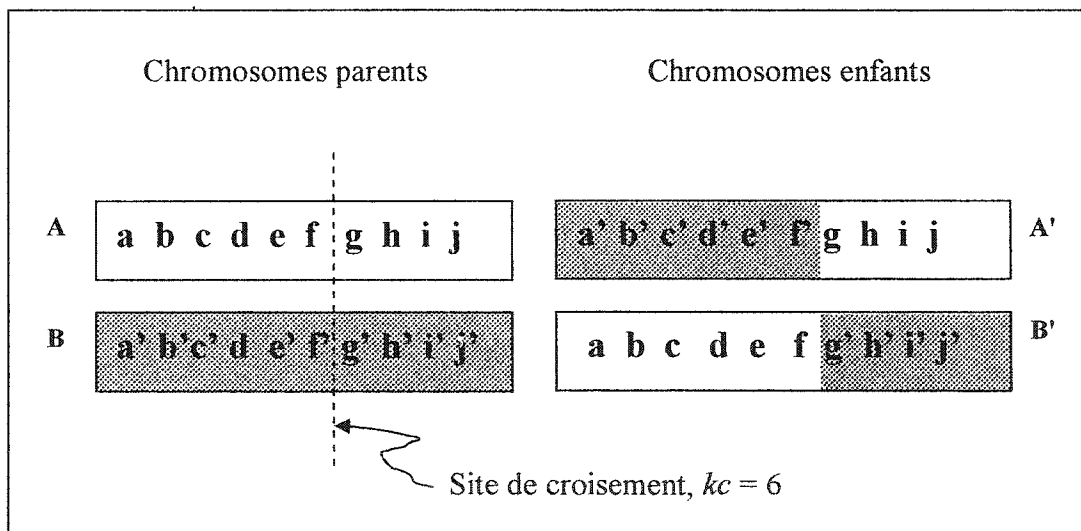 Chromosomes parents
Chromosomes enfants
A
a b c d e f g h i j
a' b' c' d' e' f' g h i j
A'
B
a' b' c' d e' f' g' h' i' j'
a b c d e f g' h' i' j'
B'
Site de croisement, kc = 6